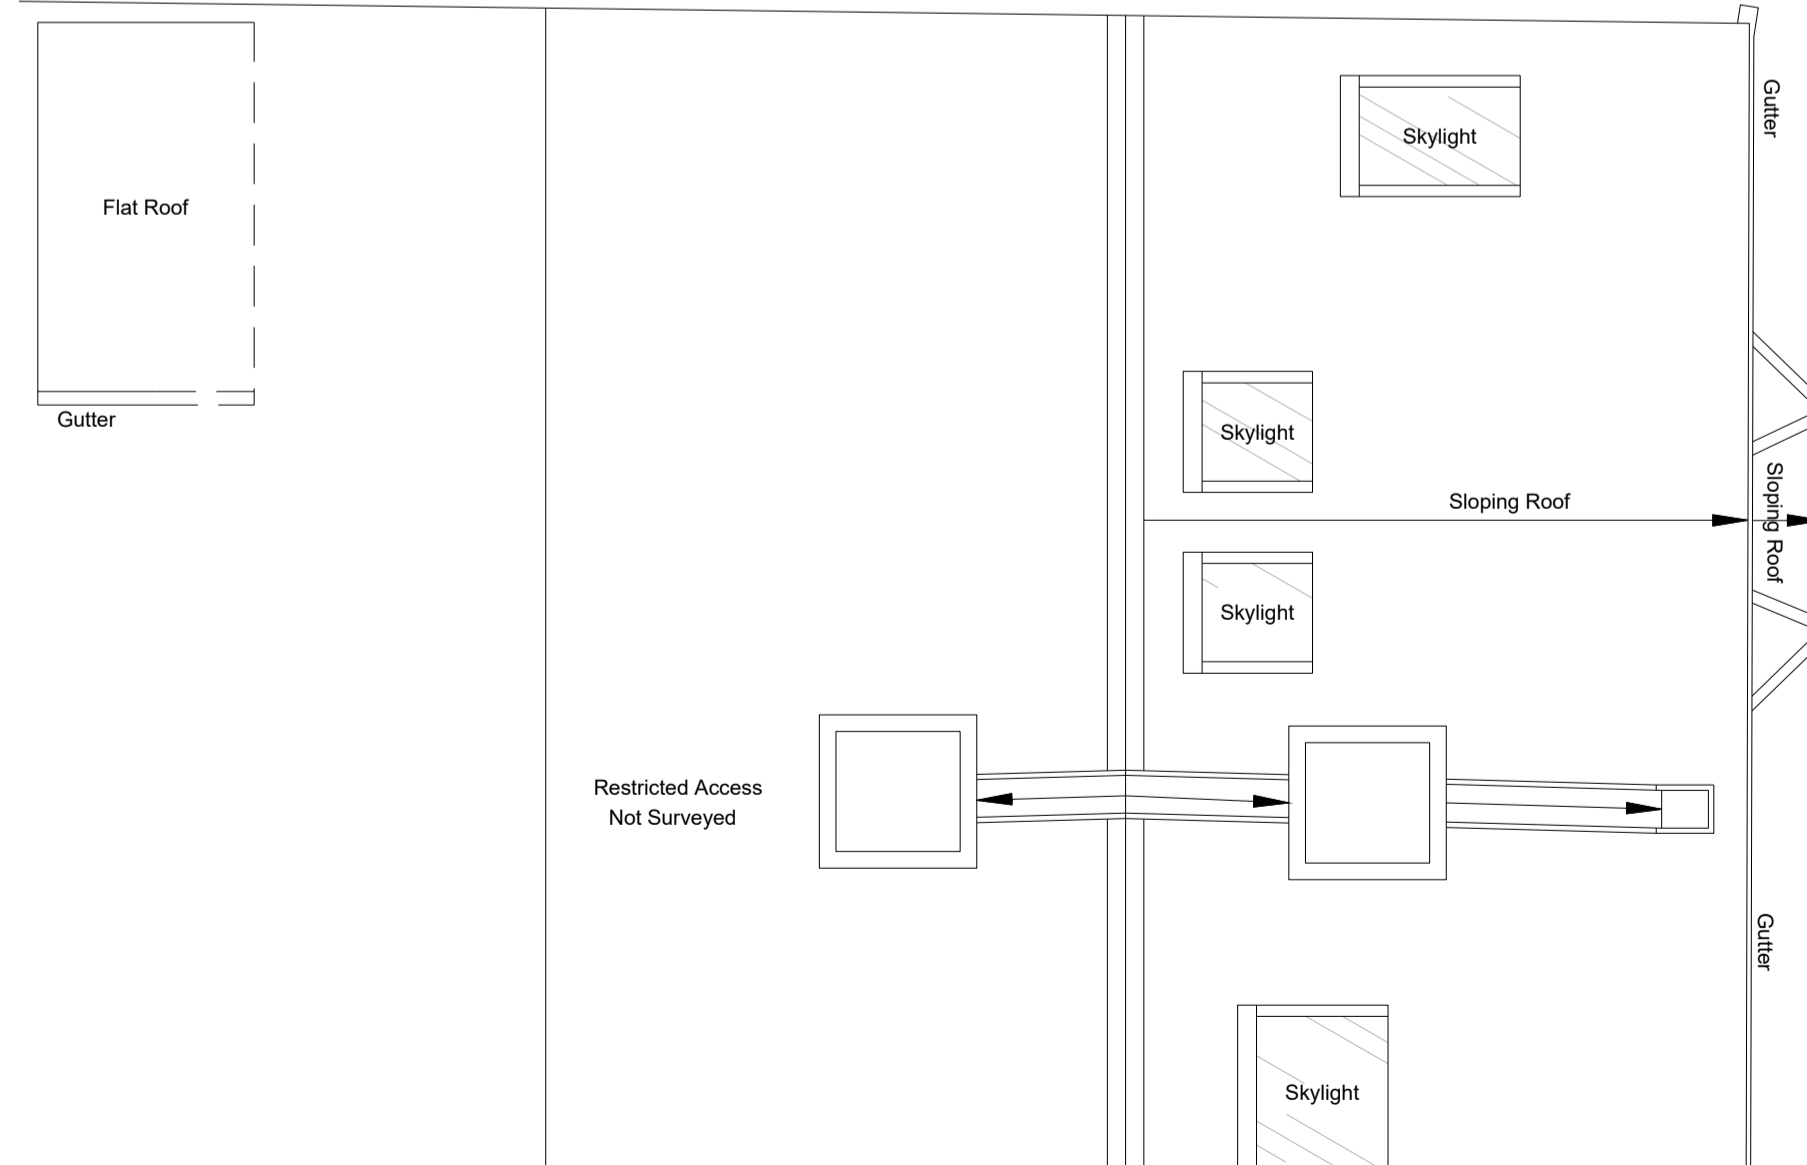 Gutter
Skylight
Flat Roof
Gutter
Skylight
Sloping Roof
Sloping Roof
Skylight
Restricted Access
Not Surveyed
Gutter
Skylight